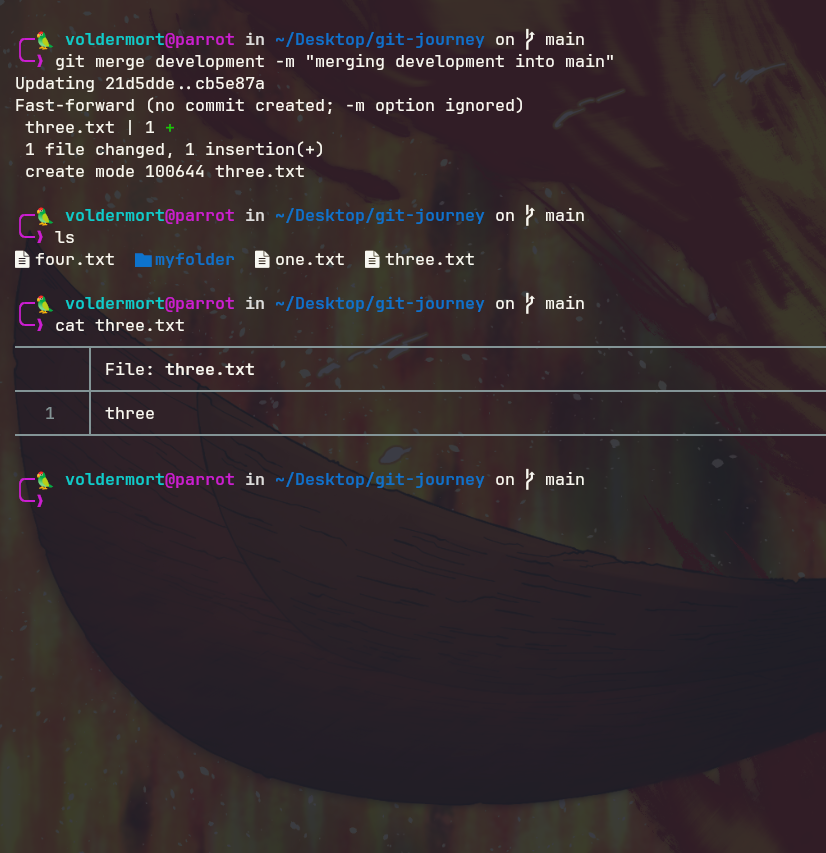 voldermort@parrot in ~/Desktop/git-journey on main
git merge development -m "merging development into main"
Updating 21d5dde..cb5e87a
Fast-forward (no commit created; -m option ignored)
three.txt | 1 +
1 file changed, 1 insertion(+)
create mode 100644 three.txt
voldermort@parrot in ~/Desktop/git-journey on main
ls
four.txt myfolder one.txt three.txt
voldermort@parrot in ~/Desktop/git-journey on main
cat three.txt
File: three.txt
1 three
voldermort@parrot in ~/Desktop/git-journey on main